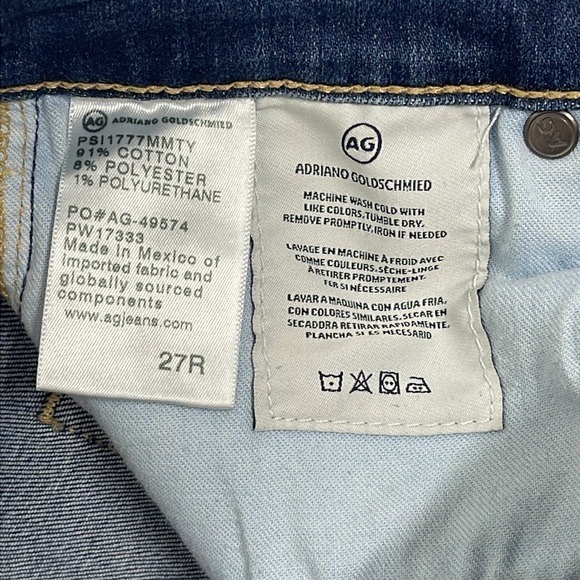 AG ADRIANO GOLDSCHMIED
PSI1777MMTY
91% COTTON
8% POLYESTER
1% POLYURETHANE
PO#AG-49574
PW17333
Made In Mexico of
imported fabric and
globally sourced
components
www.agjeans.com
27R
AG
ADRIANO GOLDSCHMIED
MACHINE WASH COLD WITH
LIKE COLORS, TUMBLE DRY,
REMOVE PROMPTLY, IRON IF NEEDED
LAVAGE EN MACHINE À FROID AVEC
COMME COULEURS. SÈCHE-LINGE
À RETIRER PROMPTEMENT.
FER SI NÉCESSAIRE
LAVAR A MAQUINA CON AGUA FRIA,
CON COLORES SIMILARES, SECAR EN
SECADORA RETIRAR RAPIDAMENTE,
PLANCHA SI ES NECESARIO